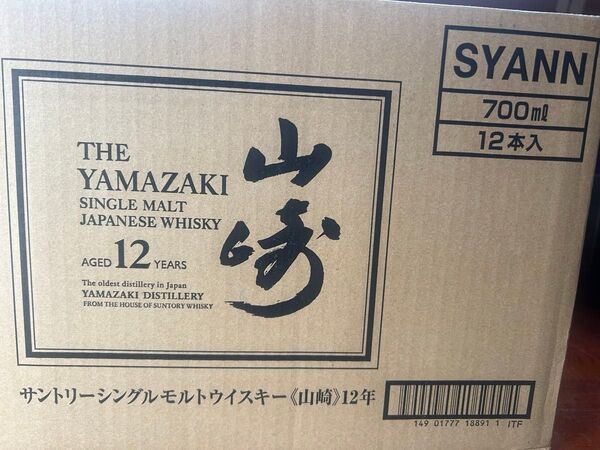 SYANN
700ml
12本入
THE
YAMAZAKI
SINGLE MALT
JAPANESE WHISKY
AGED 12 YEARS
The oldest distillery in Japan
YAMAZAKI DISTILLERY
FROM THE HOUSE OF SUNTORY WHISKY
山崎
サントリーシングルモルトウイスキー《山崎》12年
149 01777 18891 1 ITF